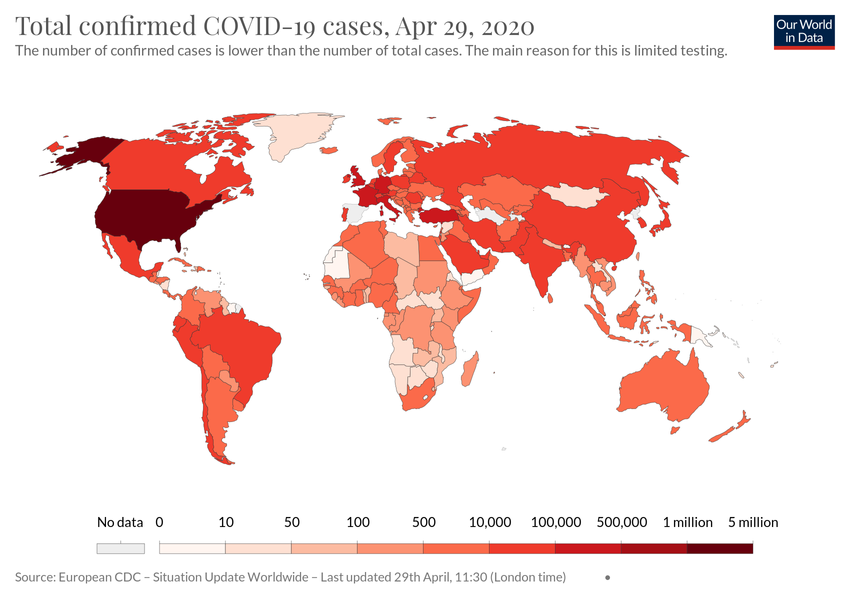 Total confirmed COVID-19 cases, Apr 29, 2020
The number of confirmed cases is lower than the number of total cases. The main reason for this is limited testing.
Our World
in Data
No data 0 10 50 100 500 10,000 100,000 500,000 1 million 5 million
Source: European CDC – Situation Update Worldwide – Last updated 29th April, 11:30 (London time)